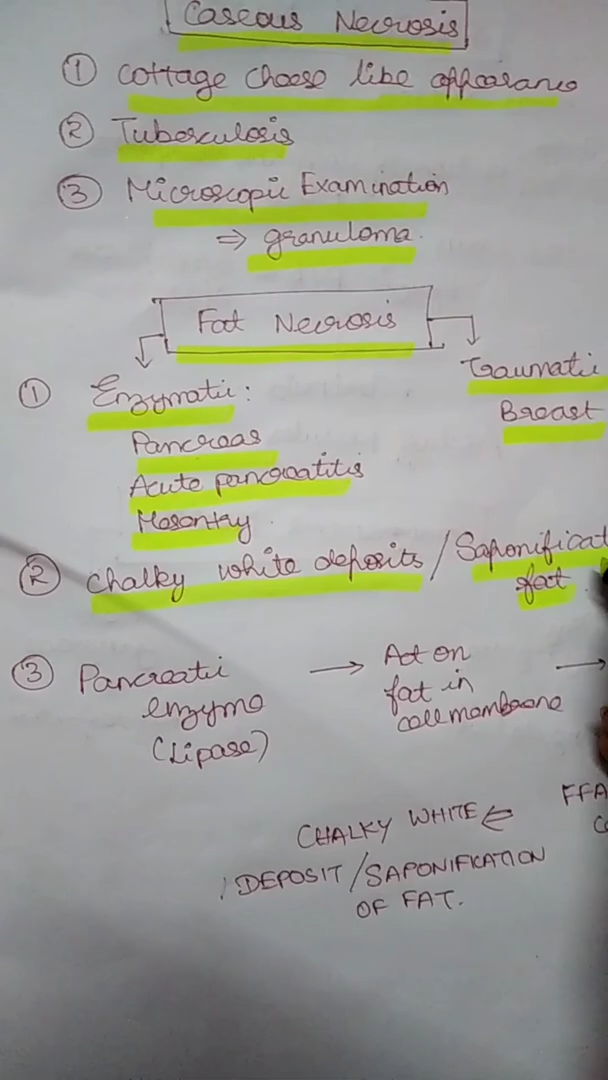 Caseous Necrosis
① Cottage cheese like appearance
② Tuberculosis
③ Microscopic Examination
⇒ granuloma.
Fat Necrosis
① Enzymatic: Traumatic
Pancreas Breast
Acute pancreatitis
Mesentry.
② Chalky white deposits / Saponificat
fat.
③ Pancreatic → Act on →
enzyme fat in
(Lipase) cell membrane
FFA
CHALKY WHITE ⇐
DEPOSIT/SAPONIFICATION
OF FAT.